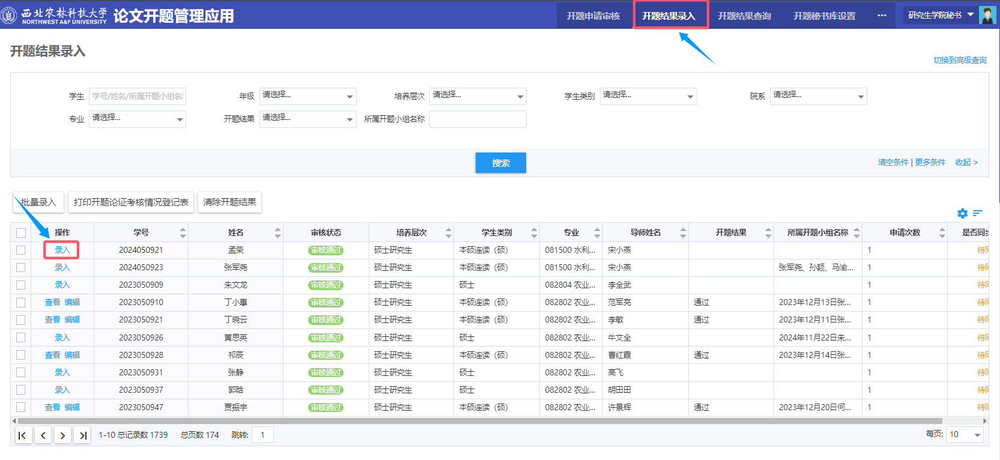 西北农林科技大学
NORTHWEST A&F UNIVERSITY
论文开题管理应用
开题申请审核 开题结果录入 开题结果查询 开题秘书库设置 ··· 研究生学院秘书
开题结果录入
切换到高级查询
学生 学号/姓名/所属开题小组名称 年级 请选择... 培养层次 请选择... 学生类别 请选择... 院系 请选择...
专业 请选择... 开题结果 请选择... 所属开题小组名称
搜索
清空条件 | 更多条件 收起 >
批量录入 打印开题论证考核情况登记表 清除开题结果
操作 学号 姓名 审核状态 培养层次 学生类别 专业 导师姓名 开题结果 所属开题小组名称 申请次数 是否同步
录入 2024050921 孟荣 审核通过 硕士研究生 本硕连读（硕） 081500 水利... 宋小燕 1 待同
录入 2024050923 张军尧 审核通过 硕士研究生 本硕连读（硕） 081500 水利... 宋小燕 张军尧、孙颖、马渝... 1 待同
录入 2023050909 朱文龙 审核通过 硕士研究生 硕士 082804 农业... 李全武 1 待同
查看 编辑 2023050910 丁小惠 审核通过 硕士研究生 本硕连读（硕） 082802 农业... 范军亮 通过 2023年12月13日张... 1 待同
查看 编辑 2023050921 丁晓云 审核通过 硕士研究生 本硕连读（硕） 082802 农业... 李敏 通过 2023年12月11日张... 1 待同
录入 2023050926 黄思英 审核通过 硕士研究生 硕士 082802 农业... 牛文全 2024年11月22日朱... 1 待同
查看 编辑 2023050928 祁辰 审核通过 硕士研究生 本硕连读（硕） 082802 农业... 曹红霞 通过 2023年12月14日张... 1 待同
录入 2023050931 张静 审核通过 硕士研究生 硕士 082802 农业... 高飞 1 待同
录入 2023050937 郭晗 审核通过 硕士研究生 硕士 082802 农业... 胡田田 1 待同
查看 编辑 2023050947 贾振宇 审核通过 硕士研究生 本硕连读（硕） 082802 农业... 许景辉 通过 2023年12月20日何... 1 待同
1-10 总记录数 1739 总页数 174 跳转: 1 每页: 10